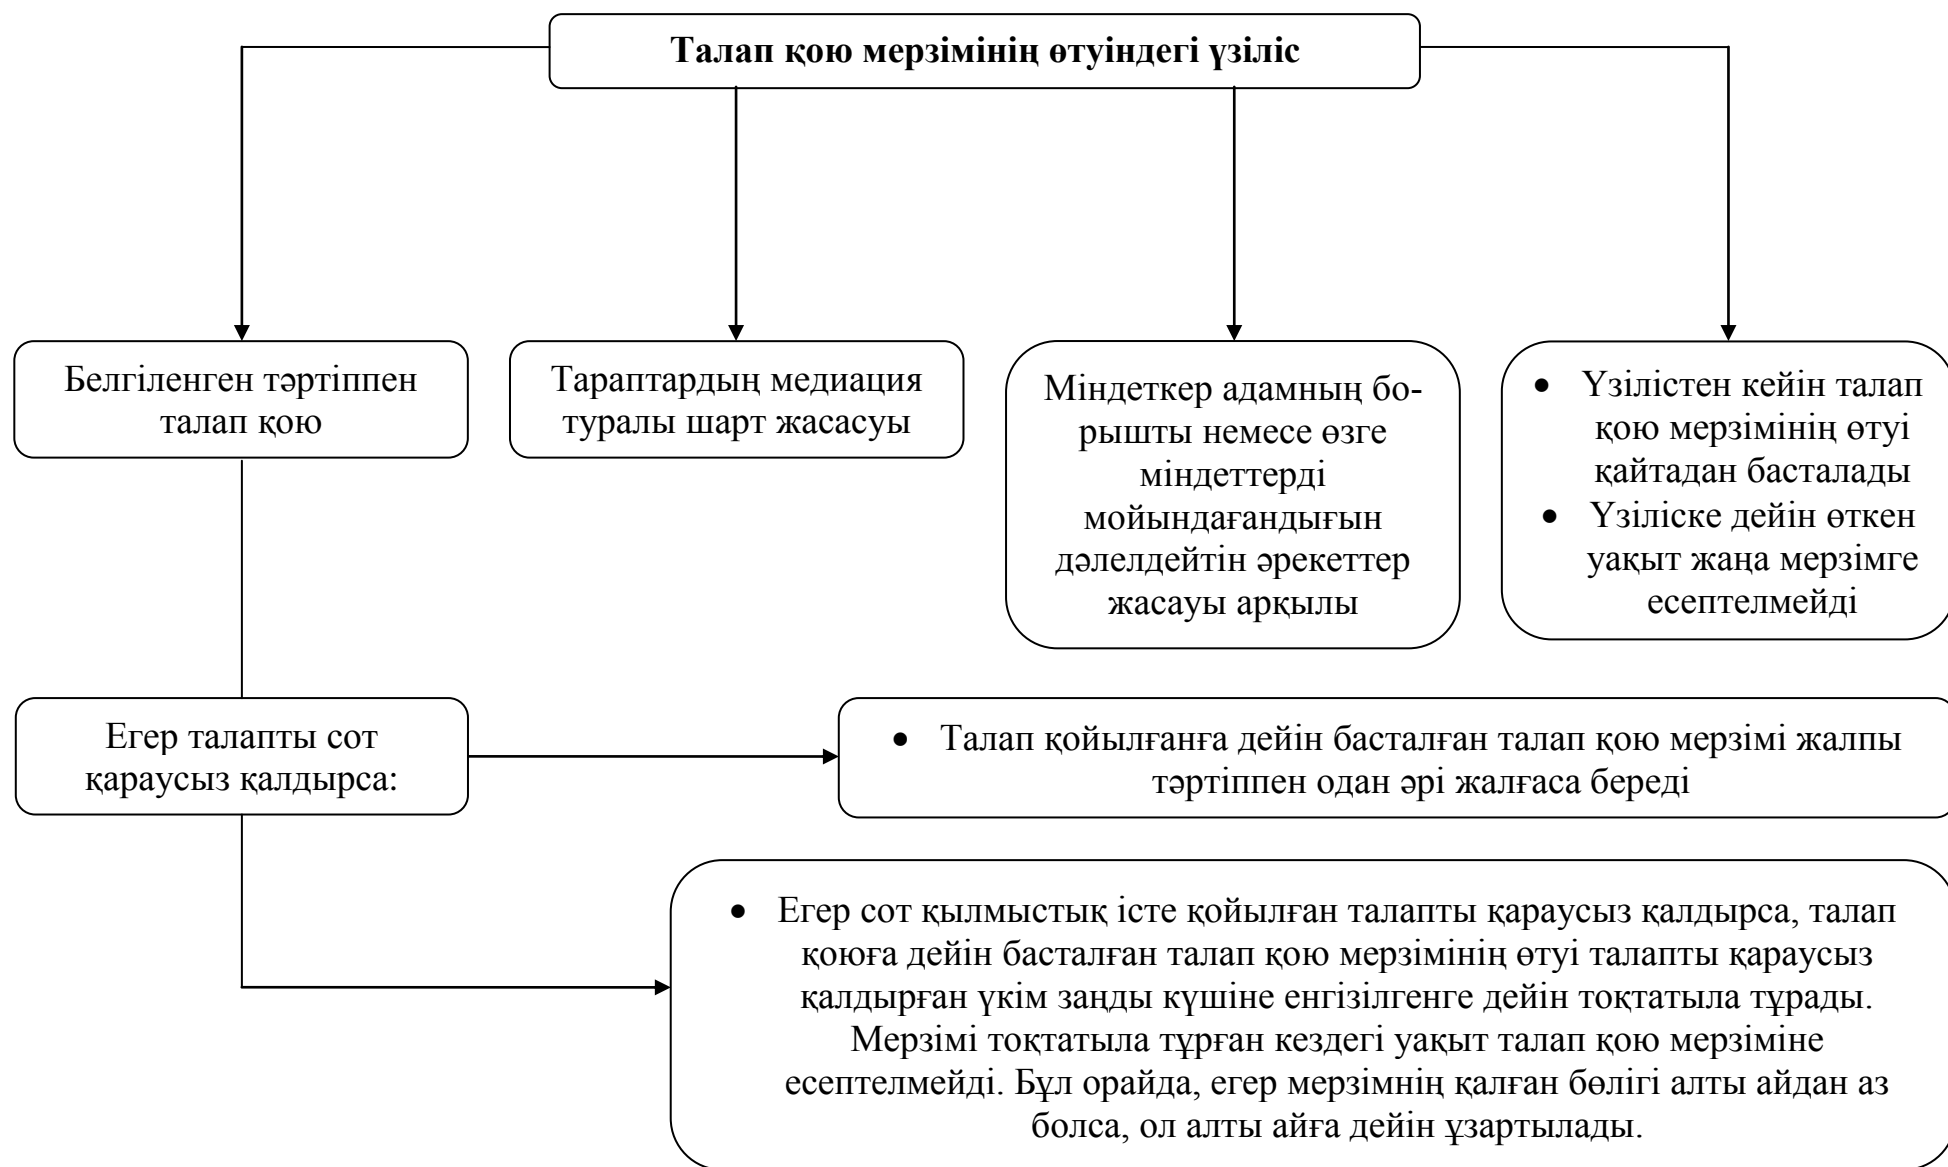 Талап қою мерзімінің өтуіндегі үзіліс
Белгіленген тәртіппен
талап қою
Тараптардың медиация
туралы шарт жасасуы
Міндеткер адамның бо-
рышты немесе өзге
міндеттерді
мойындағандығын
дәлелдейтін әрекеттер
жасауы арқылы
• Үзілістен кейін талап
қою мерзімінің өтуі
қайтадан басталады
• Үзіліске дейін өткен
уақыт жаңа мерзімге
есептелмейді
Егер талапты сот
қараусыз қалдырса:
• Талап қойылғанға дейін басталған талап қою мерзімі жалпы
тәртіппен одан әрі жалғаса береді
• Егер сот қылмыстық істе қойылған талапты қараусыз қалдырса, талап
қоюға дейін басталған талап қою мерзімінің өтуі талапты қараусыз
қалдырған үкім заңды күшіне енгізілгенге дейін тоқтатыла тұрады.
Мерзімі тоқтатыла тұрған кездегі уақыт талап қою мерзіміне
есептелмейді. Бұл орайда, егер мерзімнің қалған бөлігі алты айдан аз
болса, ол алты айға дейін ұзартылады.